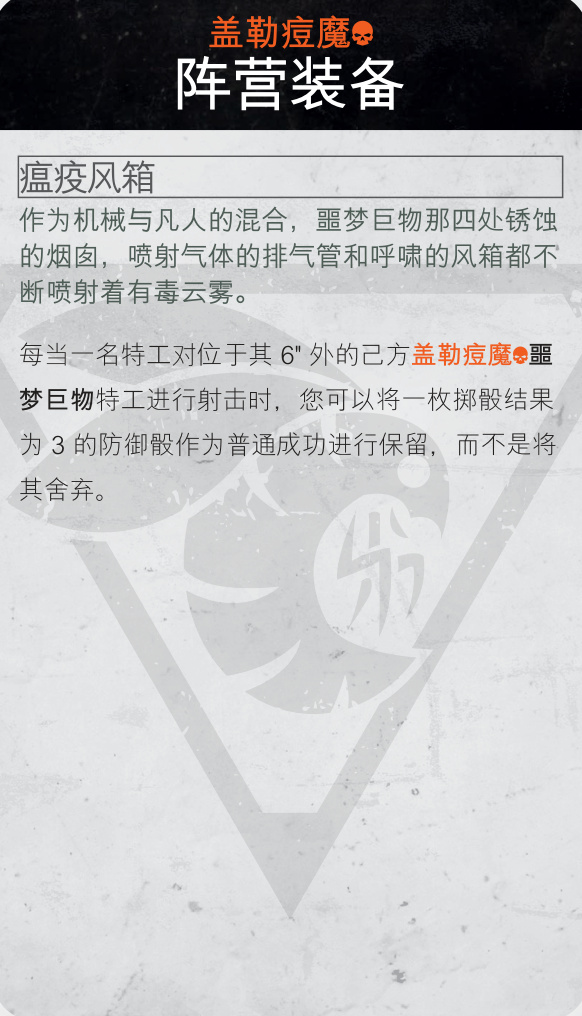 盖勒痘魔
阵营装备
瘟疫风箱
作为机械与凡人的混合，噩梦巨物那四处锈蚀
的烟囱，喷射气体的排气管和呼啸的风箱都不
断喷射着有毒云雾。
每当一名特工对位于其 6" 外的己方盖勒痘魔噩
梦巨物特工进行射击时，您可以将一枚掷骰结果
为 3 的防御骰作为普通成功进行保留，而不是将
其舍弃。